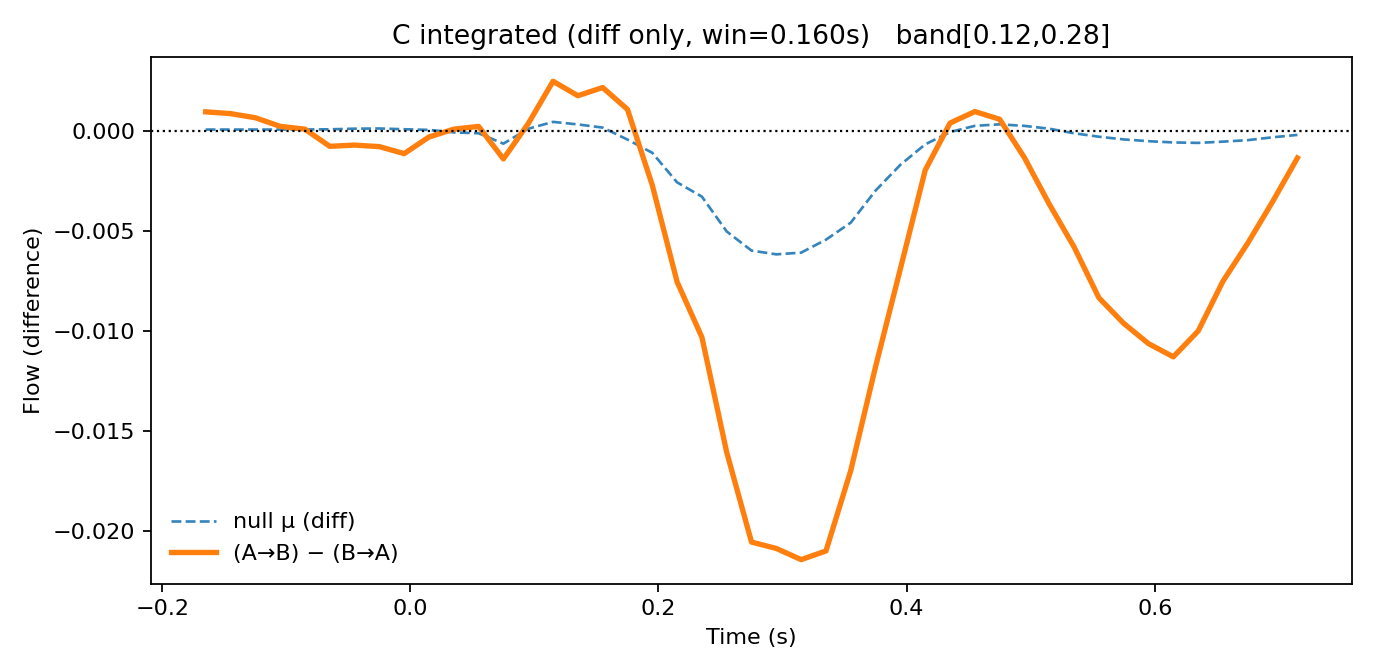 C integrated (diff only, win=0.160s)   band[0.12,0.28]
Flow (difference)
0.000
−0.005
−0.010
−0.015
−0.020
null μ (diff)
(A→B) − (B→A)
−0.2
0.0
0.2
0.4
0.6
Time (s)